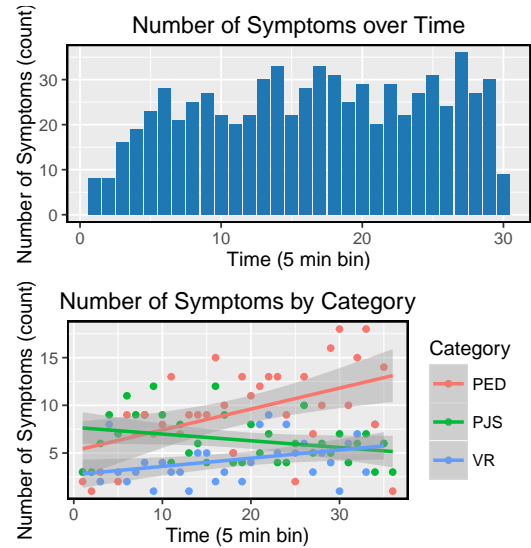 Number of Symptoms over Time
Number of Symptoms (count)
30
20
10
0
0 10 20 30
Time (5 min bin)
Number of Symptoms by Category
Number of Symptoms (count)
15
10
5
0 10 20 30
Time (5 min bin)
Category
PED
PJS
VR